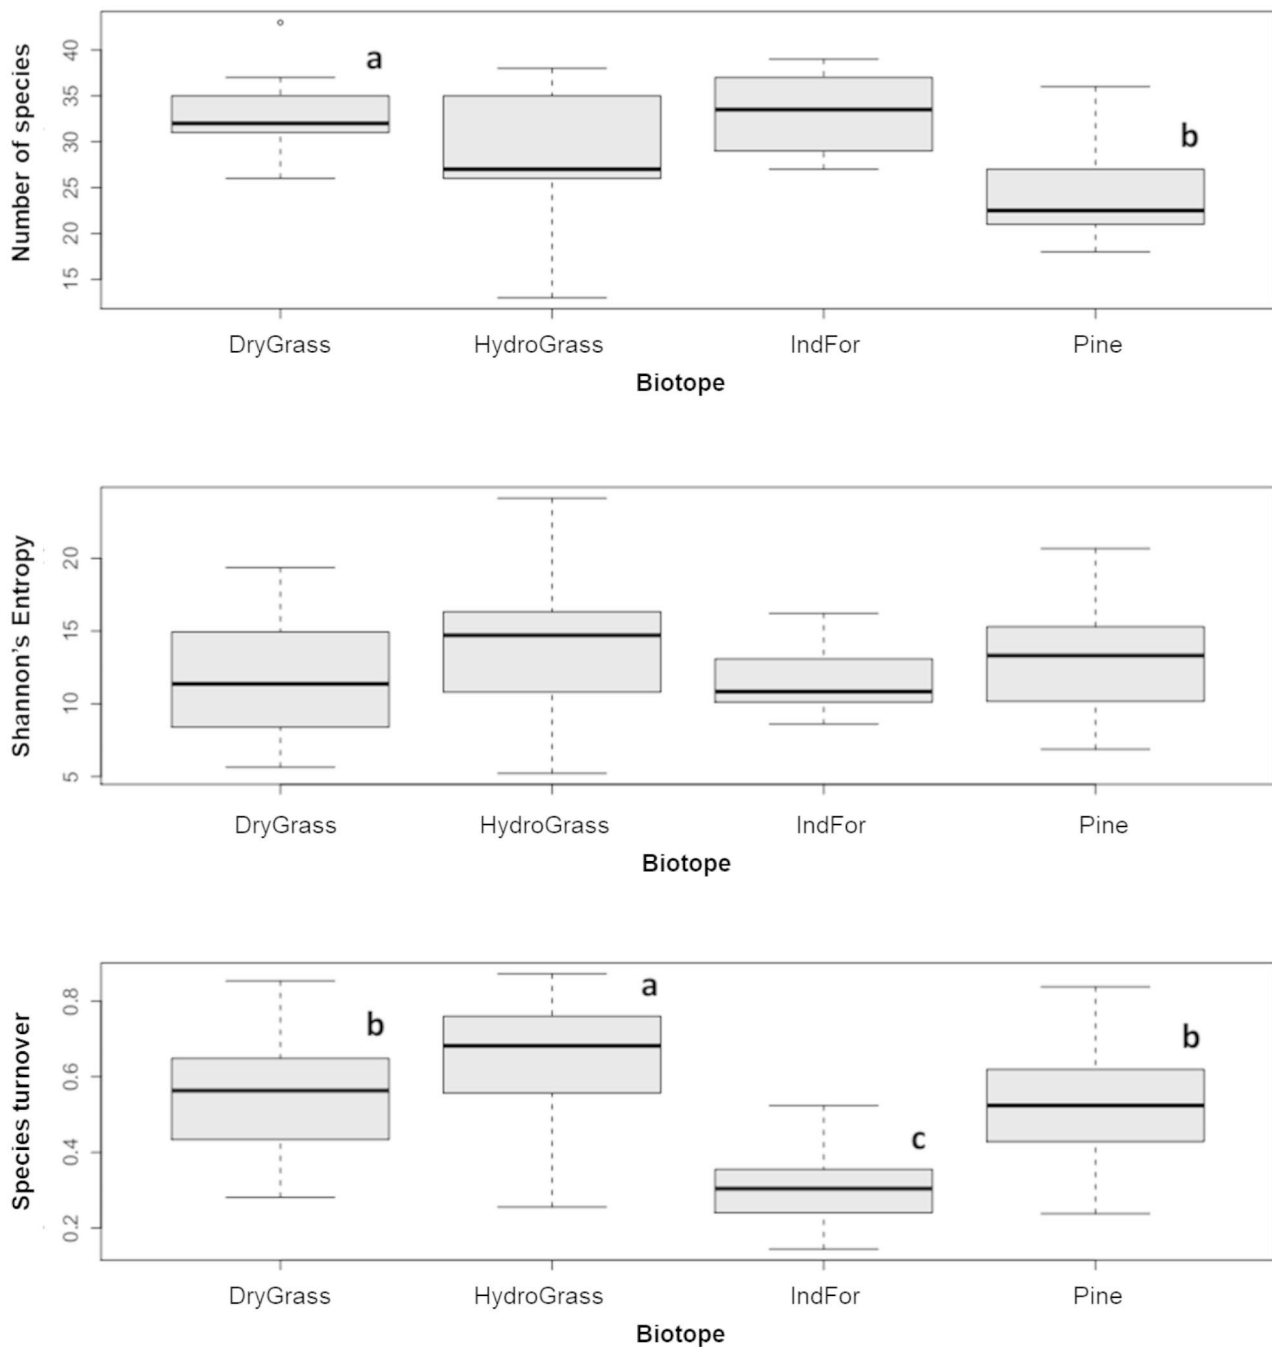 Number of species
40
35
30
25
20
15
a
b
DryGrass HydroGrass IndFor Pine
Biotope
Shannon's Entropy
20
15
10
5
DryGrass HydroGrass IndFor Pine
Biotope
Species turnover
0.8
0.6
0.4
0.2
b
a
c
b
DryGrass HydroGrass IndFor Pine
Biotope